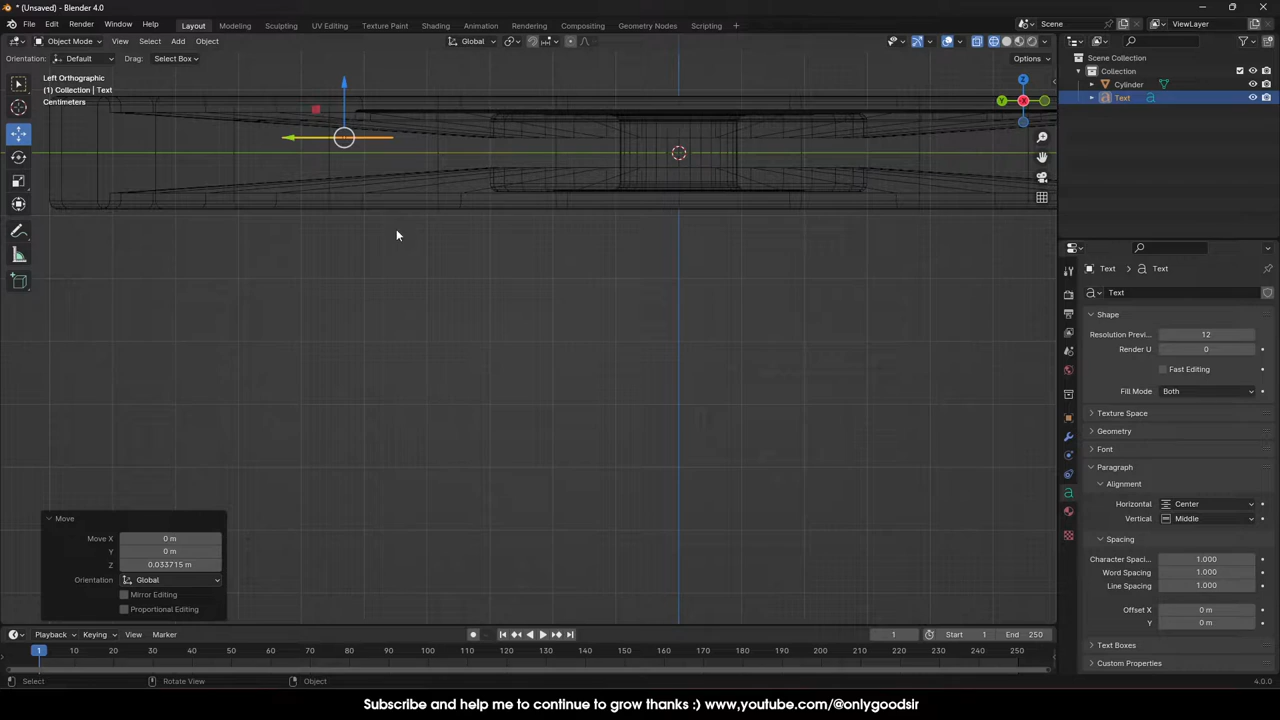 * (Unsaved) - Blender 4.0
File Edit Render Window Help Layout Modeling Sculpting UV Editing Texture Paint Shading Animation Rendering Compositing Geometry Nodes Scripting + Scene ViewLayer
Object Mode View Select Add Object Global
Orientation: Default Drag: Select Box Options
Left Orthographic
(1) Collection | Text
Centimeters
Y
Z
X
Scene Collection
Collection
Cylinder
Text
Text > Text
Text
Shape
Resolution Previ... 12
Render U 0
Fast Editing
Fill Mode Both
Texture Space
Geometry
Font
Paragraph
Alignment
Horizontal Center
Vertical Middle
Spacing
Character Spaci... 1.000
Word Spacing 1.000
Line Spacing 1.000
Offset X 0 m
Y 0 m
Text Boxes
Custom Properties
Move
Move X 0 m
Y 0 m
Z 0.033715 m
Orientation Global
Mirror Editing
Proportional Editing
Playback Keying View Marker 1 Start 1 End 250
1 10 20 30 40 50 60 70 80 90 100 110 120 130 140 150 160 170 180 190 200 210 220 230 240 250
Select Rotate View Object 4.0.0
Subscribe and help me to continue to grow thanks :) www.youtube.com/@onlygoodsir